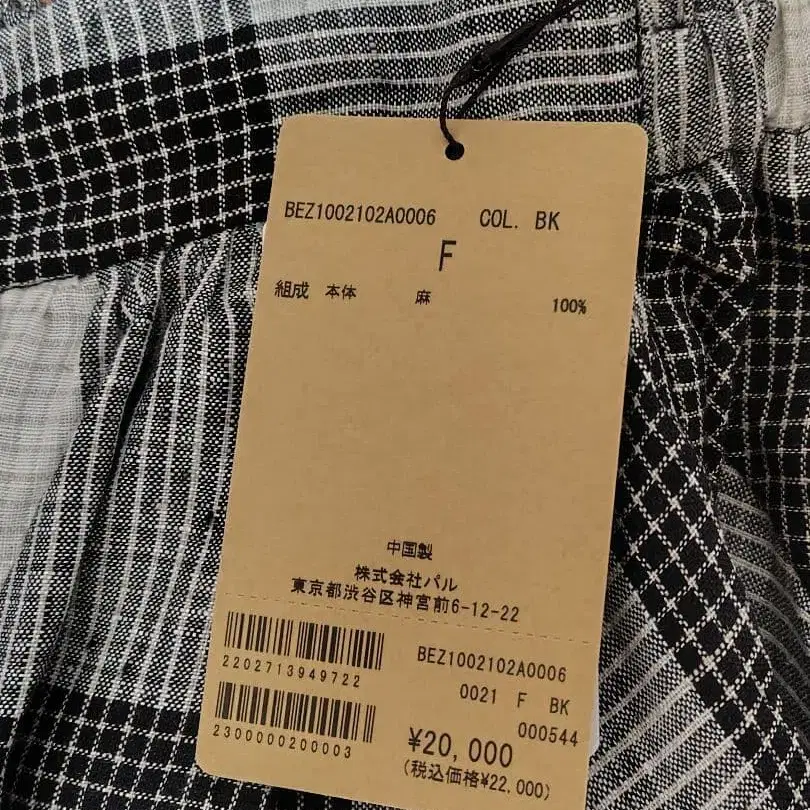 BEZ1002102A0006 COL. BK
F
組成 本体 麻 100%
中国製
株式会社パル
東京都渋谷区神宮前6-12-22
BEZ1002102A0006
2202713949722
0021 F BK
000544
2300000200003
¥20,000
(税込価格¥22,000)